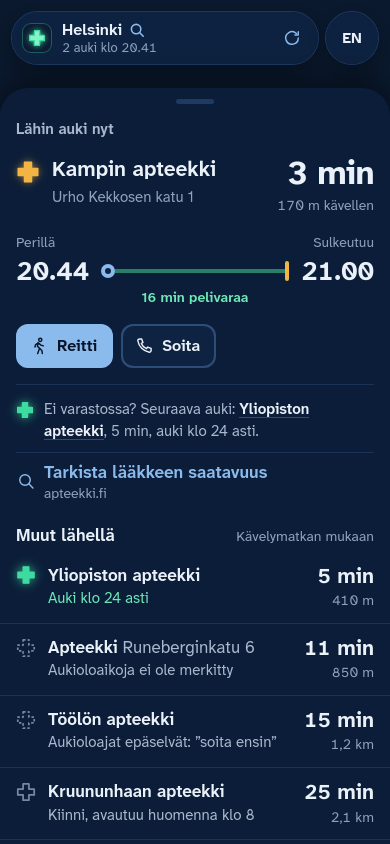 Helsinki
2 auki klo 20.41
EN
Lähin auki nyt
Kampin apteekki
3 min
Urho Kekkosen katu 1
170 m kävellen
Perillä
Sulkeutuu
20.44
21.00
16 min pelivaraa
Reitti
Soita
Ei varastossa? Seuraava auki: Yliopiston
apteekki, 5 min, auki klo 24 asti.
Tarkista lääkkeen saatavuus
apteekki.fi
Muut lähellä
Kävelymatkan mukaan
Yliopiston apteekki
5 min
Auki klo 24 asti
410 m
Apteekki Runeberginkatu 6
11 min
Aukioloaikoja ei ole merkitty
850 m
Töölön apteekki
15 min
Aukioloajat epäselvät: ”soita ensin”
1,2 km
Kruununhaan apteekki
25 min
Kiinni, avautuu huomenna klo 8
2,1 km